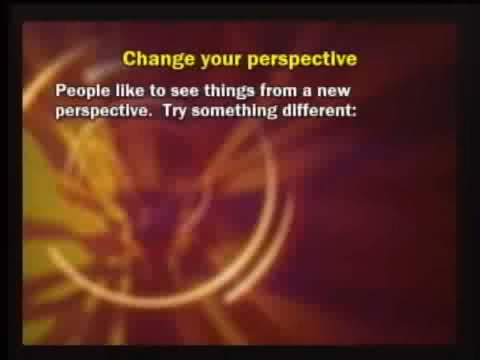 Change your perspective
People like to see things from a new
perspective.  Try something different: